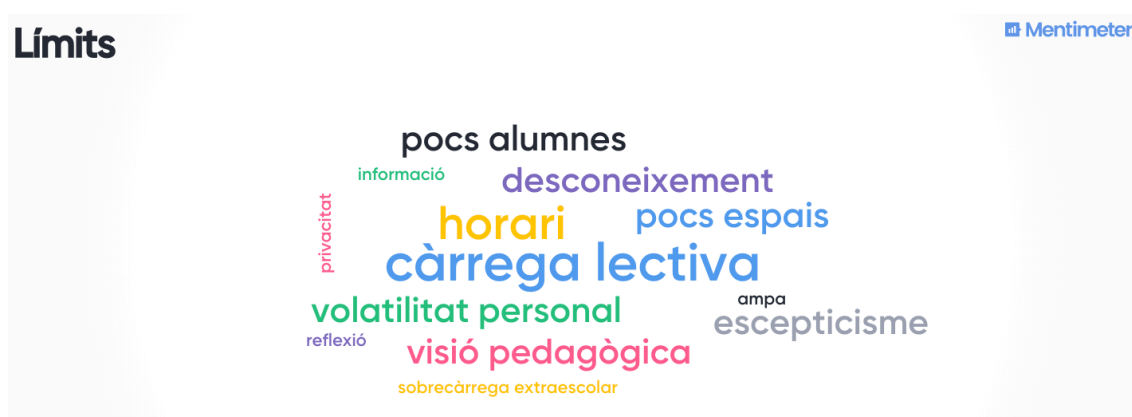 Límits
Mentimeter
pocs alumnes
informació
desconeixement
privacitat
horari
pocs espais
càrrega lectiva
volatilitat personal
ampa
escepticisme
reflexió
visió pedagògica
sobrecàrrega extraescolar